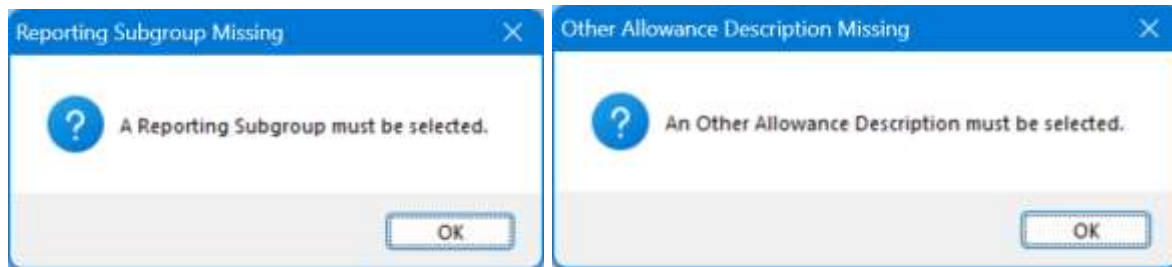 Reporting Subgroup Missing
A Reporting Subgroup must be selected.
OK
Other Allowance Description Missing
An Other Allowance Description must be selected.
OK